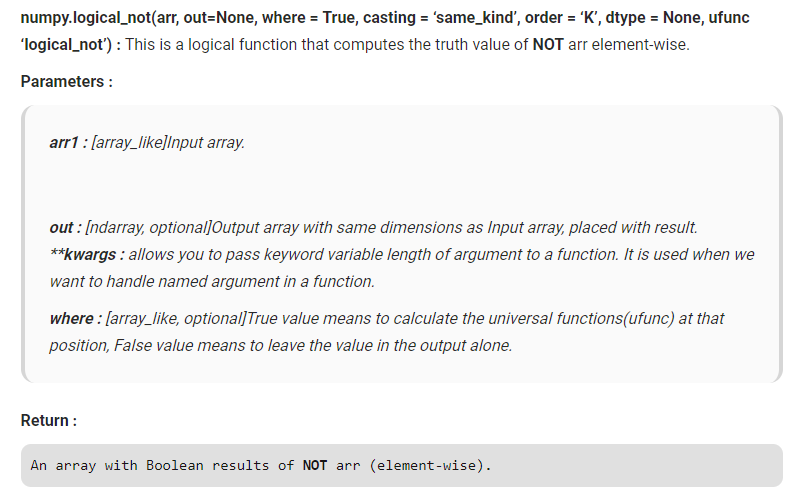 numpy.logical_not(arr, out=None, where = True, casting = ‘same_kind’, order = ‘K’, dtype = None, ufunc
‘logical_not’) : This is a logical function that computes the truth value of NOT arr element-wise.
Parameters :
arr1 : [array_like]Input array.
out : [ndarray, optional]Output array with same dimensions as Input array, placed with result.
**kwargs : allows you to pass keyword variable length of argument to a function. It is used when we
want to handle named argument in a function.
where : [array_like, optional]True value means to calculate the universal functions(ufunc) at that
position, False value means to leave the value in the output alone.
Return :
An array with Boolean results of NOT arr (element-wise).